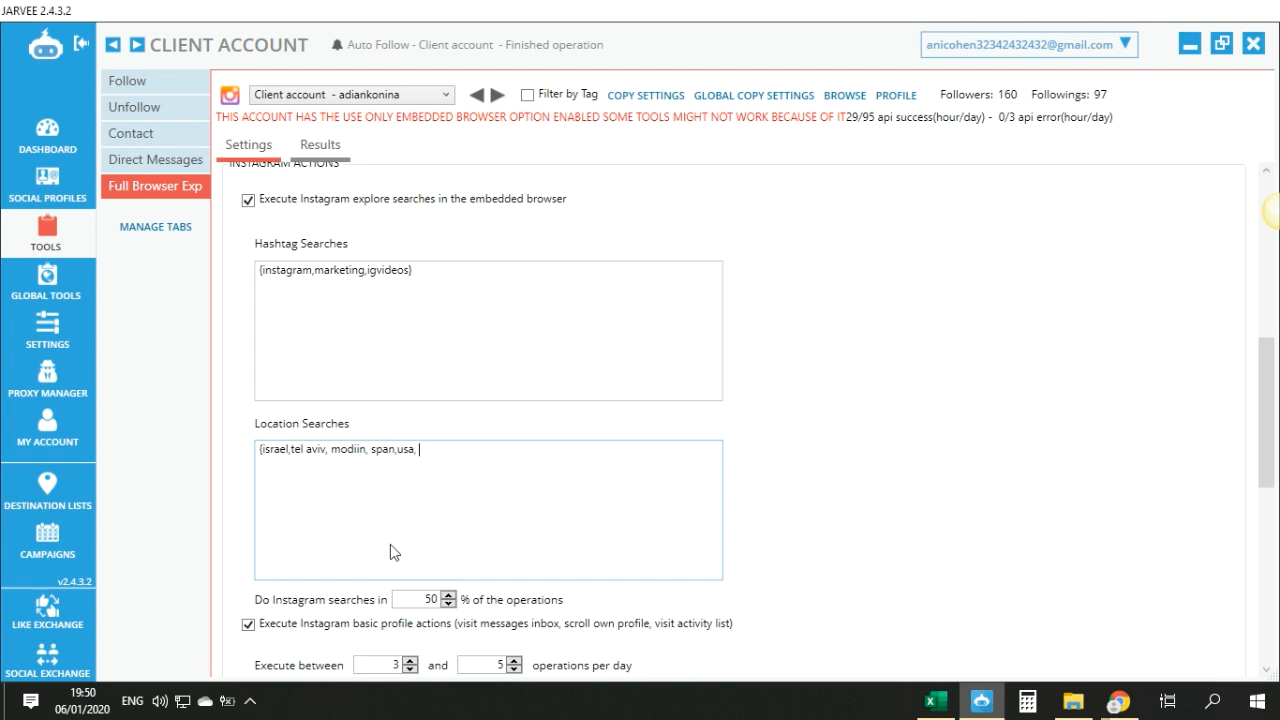 JARVEE 2.4.3.2
CLIENT ACCOUNT
Auto Follow - Client account - Finished operation
anicohen32342432432@gmail.com
Follow
Unfollow
Contact
Direct Messages
Full Browser Exp
MANAGE TABS
DASHBOARD
SOCIAL PROFILES
TOOLS
GLOBAL TOOLS
SETTINGS
PROXY MANAGER
MY ACCOUNT
DESTINATION LISTS
CAMPAIGNS
v2.4.3.2
LIKE EXCHANGE
SOCIAL EXCHANGE
Client account - adiankonina
Filter by Tag
COPY SETTINGS
GLOBAL COPY SETTINGS
BROWSE
PROFILE
Followers: 160
Followings: 97
THIS ACCOUNT HAS THE USE ONLY EMBEDDED BROWSER OPTION ENABLED SOME TOOLS MIGHT NOT WORK BECAUSE OF IT29/95 api success(hour/day) - 0/3 api error(hour/day)
Settings
Results
INSTAGRAM ACTIONS
Execute Instagram explore searches in the embedded browser
Hashtag Searches
{instagram,marketing,igvideos}
Location Searches
{israel,tel aviv, modiin, span,usa,
Do Instagram searches in 50 % of the operations
Execute Instagram basic profile actions (visit messages inbox, scroll own profile, visit activity list)
Execute between 3 and 5 operations per day
19:50
06/01/2020
ENG